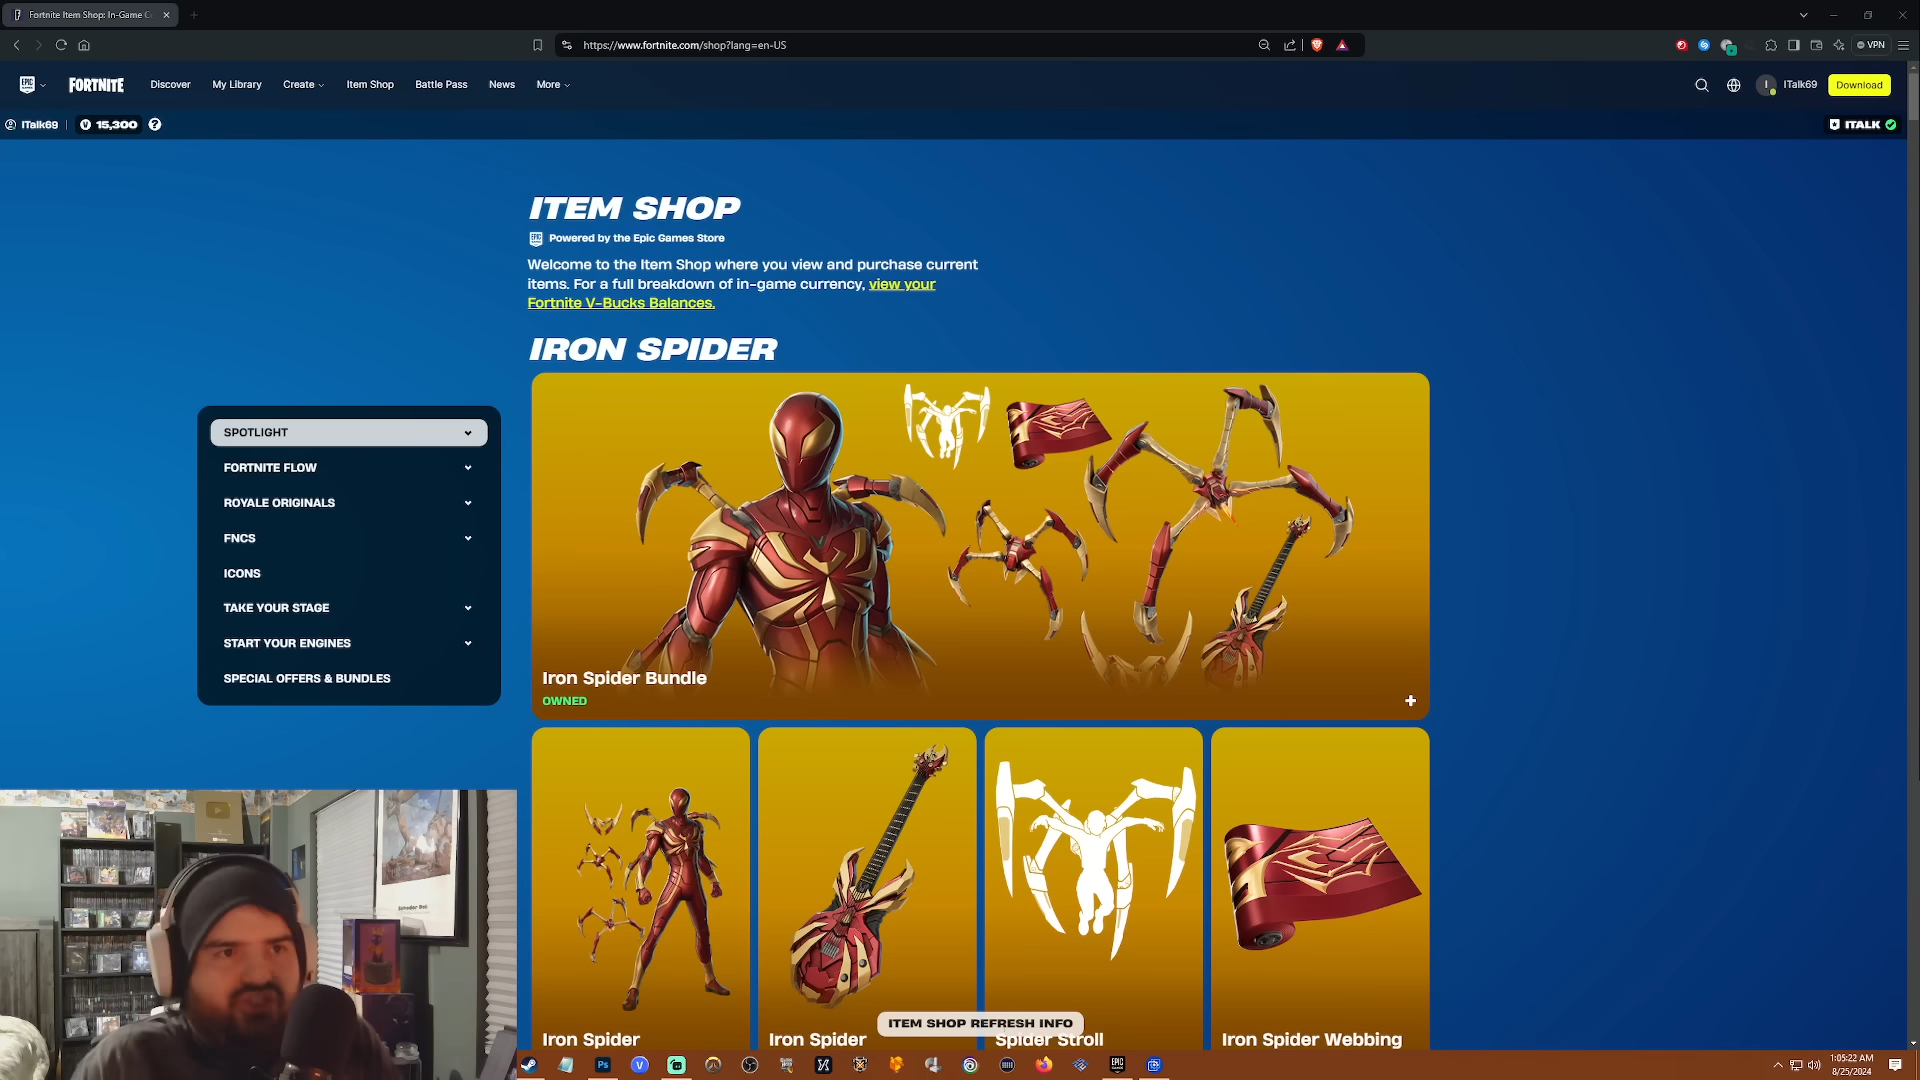 Fortnite Item Shop: In-Game C
https://www.fortnite.com/shop?lang=en-US
VPN
EPIC GAMES
FORTNITE
Discover
My Library
Create
Item Shop
Battle Pass
News
More
I
ITalk69
Download
ITalk69
V 15,300
?
ITALK
ITEM SHOP
Powered by the Epic Games Store
Welcome to the Item Shop where you view and purchase current
items. For a full breakdown of in-game currency, view your
Fortnite V-Bucks Balances.
IRON SPIDER
SPOTLIGHT
FORTNITE FLOW
ROYALE ORIGINALS
FNCS
ICONS
TAKE YOUR STAGE
START YOUR ENGINES
SPECIAL OFFERS & BUNDLES
Iron Spider Bundle
OWNED
Iron Spider
Iron Spider
Spider Stroll
Iron Spider Webbing
ITEM SHOP REFRESH INFO
Ps
1:05:22 AM
8/25/2024